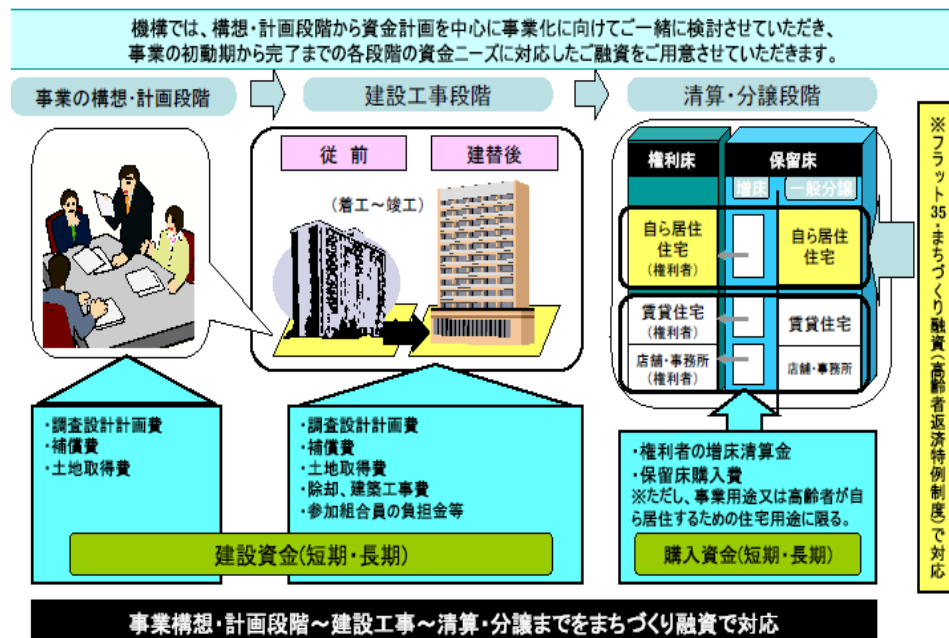 機構では、構想・計画段階から資金計画を中心に事業化に向けてご一緒に検討させていただき、
事業の初動期から完了までの各段階の資金ニーズに対応したご融資をご用意させていただきます。
事業の構想・計画段階
建設工事段階
清算・分譲段階
従 前
建替後
(着工～竣工)
権利床
保留床
増床
一般分譲
自ら居住
住宅
(権利者)
自ら居住
住宅
賃貸住宅
(権利者)
賃貸住宅
店舗・事務所
(権利者)
店舗・事務所
※フラット35・まちづくり融資(高齢者返済特例制度)で対応
・調査設計計画費
・補償費
・土地取得費
・調査設計計画費
・補償費
・土地取得費
・除却、建築工事費
・参加組合員の負担金等
・権利者の増床清算金
・保留床購入費
※ただし、事業用途又は高齢者が自
ら居住するための住宅用途に限る。
建設資金(短期・長期)
購入資金(短期・長期)
事業構想・計画段階～建設工事～清算・分譲までをまちづくり融資で対応